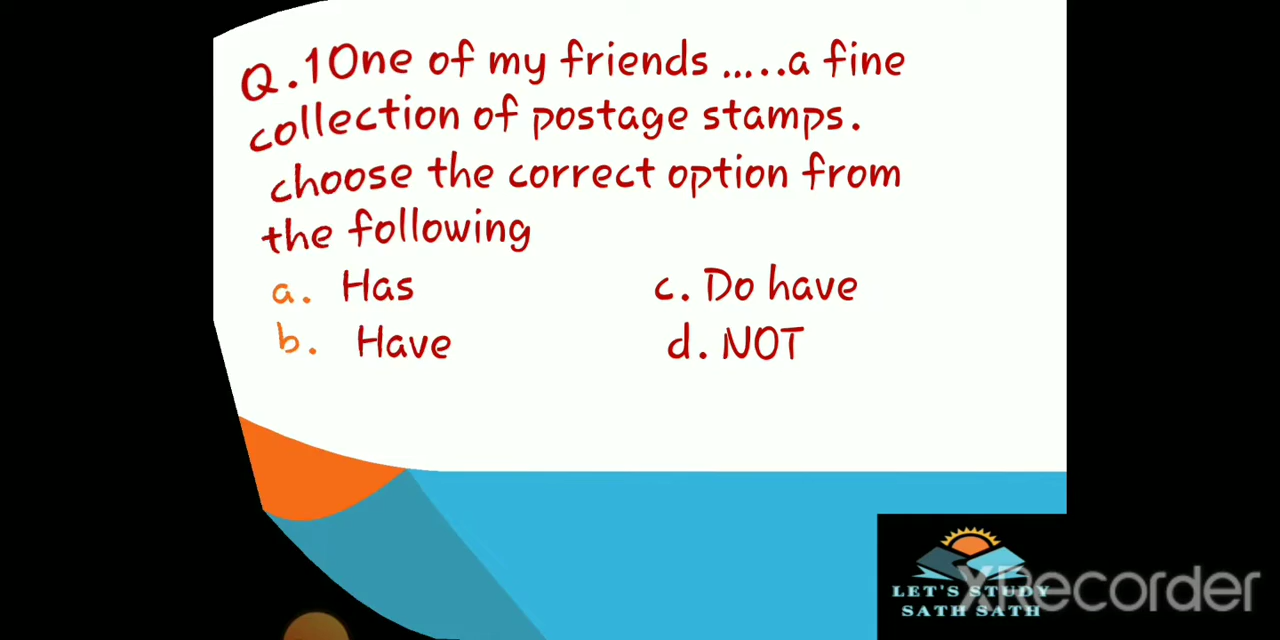 Q.1One of my friends .....a fine
collection of postage stamps.
choose the correct option from
the following
a. Has
c. Do have
b. Have
d. NOT
LET'S STUDY
SATH SATH
XRecorder